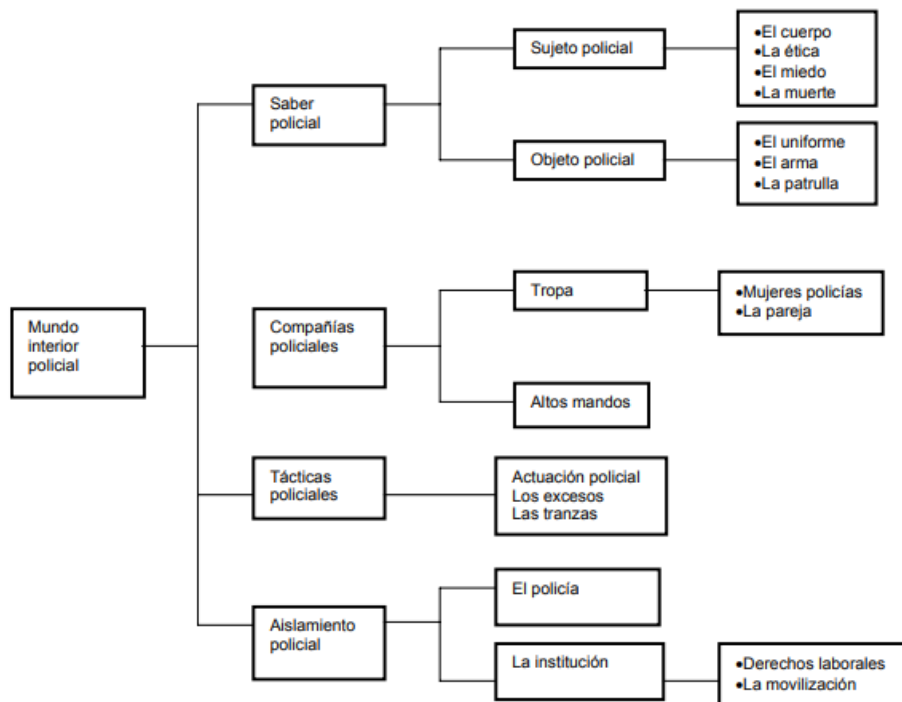 Mundo
interior
policial
Saber
policial
Sujeto policial
•El cuerpo
•La ética
•El miedo
•La muerte
Objeto policial
•El uniforme
•El arma
•La patrulla
Compañías
policiales
Tropa
•Mujeres policías
•La pareja
Altos mandos
Tácticas
policiales
Actuación policial
Los excesos
Las tranzas
Aislamiento
policial
El policía
La institución
•Derechos laborales
•La movilización